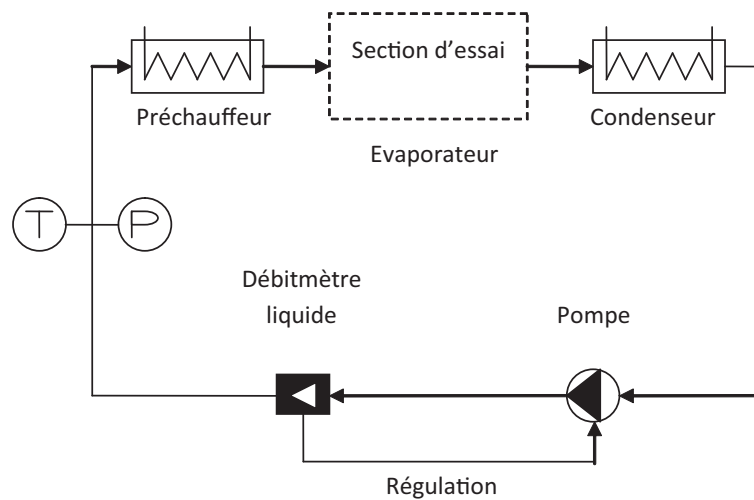 Section d'essai
Préchauffeur
Condenseur
Evaporateur
T
P
Débitmètre
liquide
Pompe
Régulation